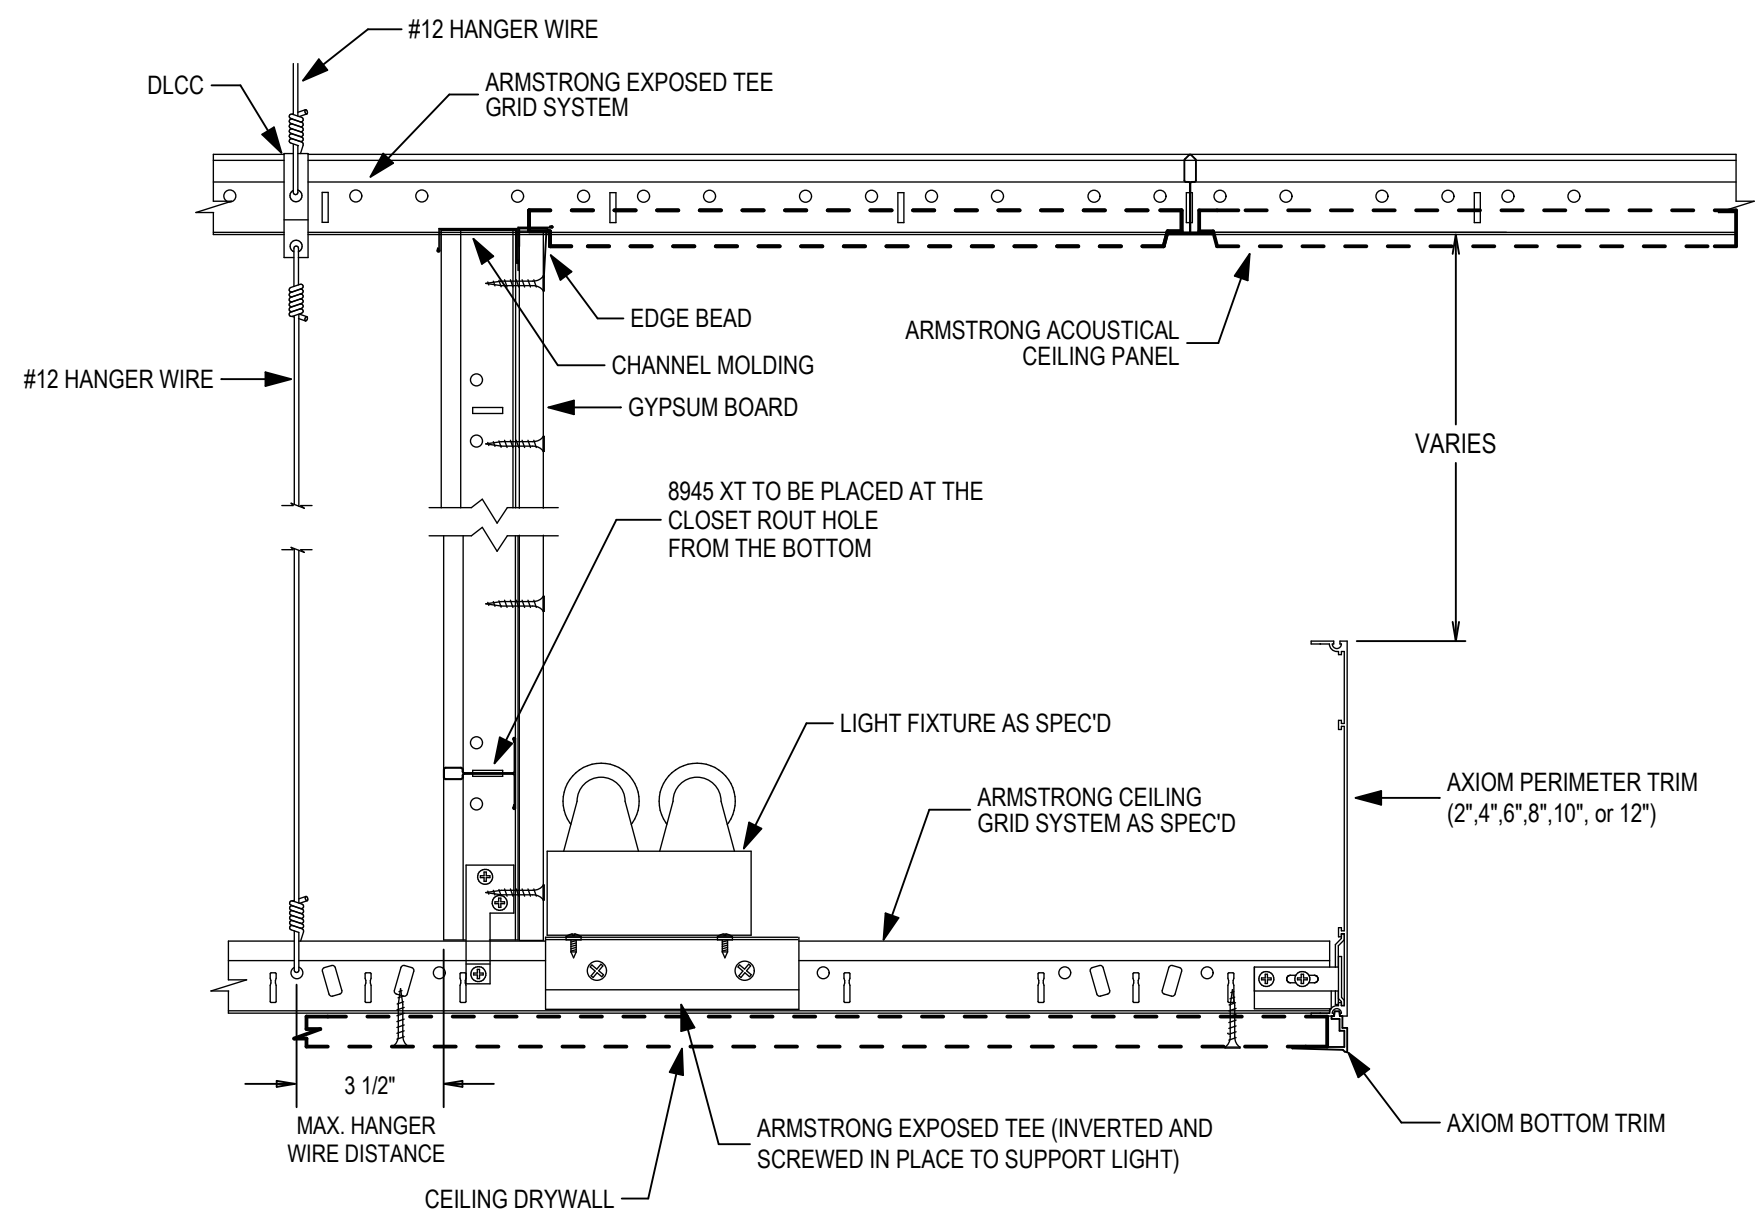 #12 HANGER WIRE
DLCC
ARMSTRONG EXPOSED TEE
GRID SYSTEM
EDGE BEAD
ARMSTRONG ACOUSTICAL
CEILING PANEL
CHANNEL MOLDING
#12 HANGER WIRE
GYPSUM BOARD
VARIES
8945 XT TO BE PLACED AT THE
CLOSET ROUT HOLE
FROM THE BOTTOM
LIGHT FIXTURE AS SPEC'D
ARMSTRONG CEILING
GRID SYSTEM AS SPEC'D
AXIOM PERIMETER TRIM
(2",4",6",8",10", or 12")
3 1/2"
MAX. HANGER
WIRE DISTANCE
ARMSTRONG EXPOSED TEE (INVERTED AND
SCREWED IN PLACE TO SUPPORT LIGHT)
AXIOM BOTTOM TRIM
CEILING DRYWALL